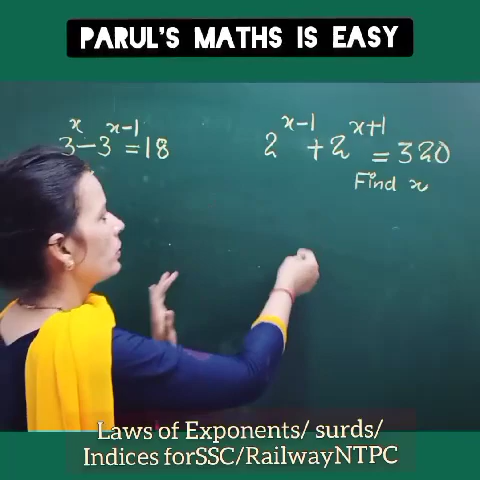 PARUL'S MATHS IS EASY
3^x - 3^(x-1) = 18
2^(x-1) + 2^(x+1) = 320
Find x
Laws of Exponents/ surds/
Indices forSSC/RailwayNTPC